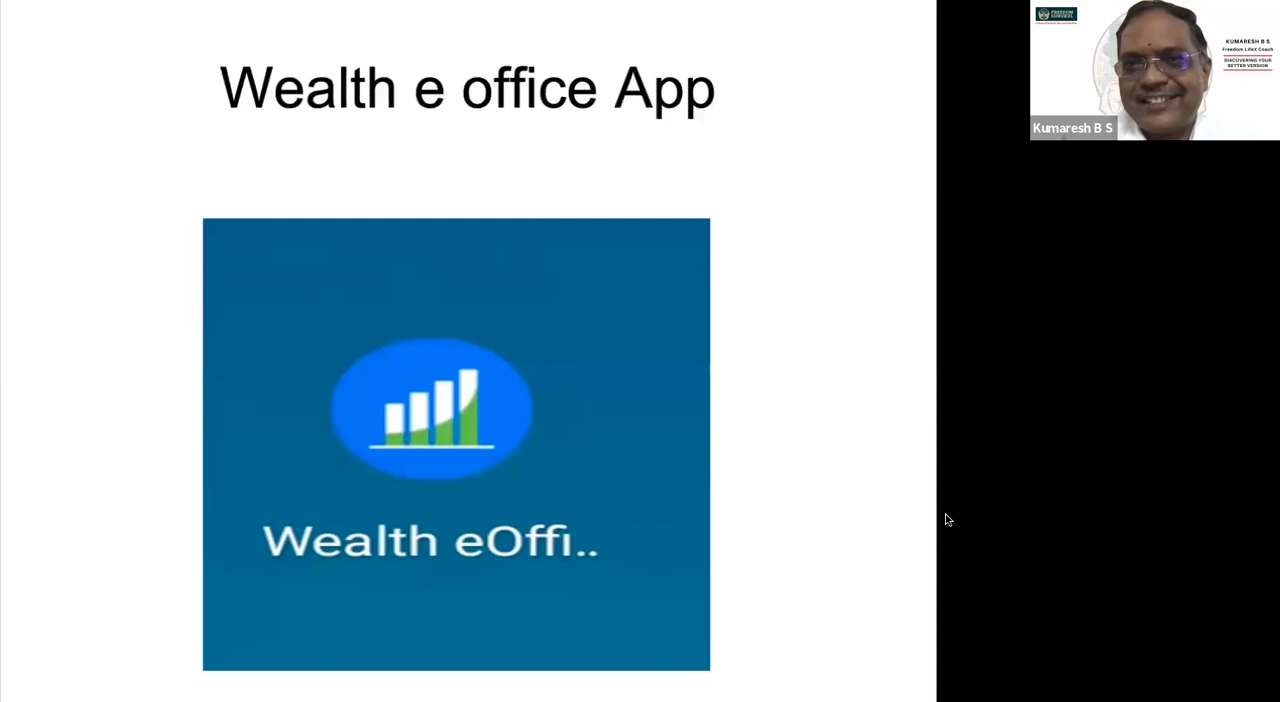 Wealth e office App
Wealth eOffi..
FREEDOM
KUMARESH B S
Freedom LifeX Coach
DISCOVERING YOUR
BETTER VERSION
Kumaresh B S